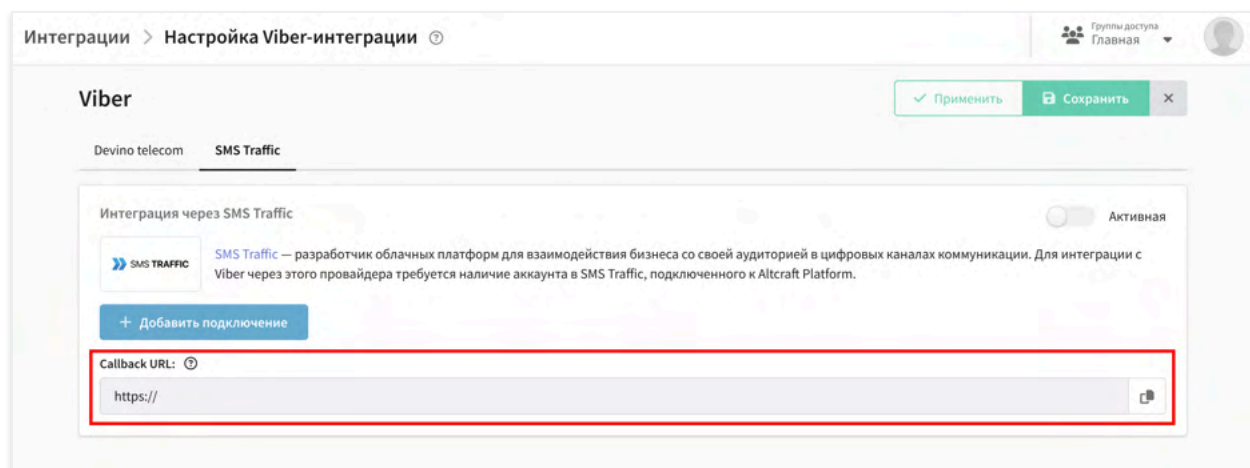 Интеграции > Настройка Viber-интеграции
Группы доступа
Главная
Viber
Применить
Сохранить
Devino telecom
SMS Traffic
Интеграция через SMS Traffic
Активная
SMS TRAFFIC
SMS Traffic — разработчик облачных платформ для взаимодействия бизнеса со своей аудиторией в цифровых каналах коммуникации. Для интеграции с
Viber через этого провайдера требуется наличие аккаунта в SMS Traffic, подключенного к Altcraft Platform.
+ Добавить подключение
Callback URL:
https://